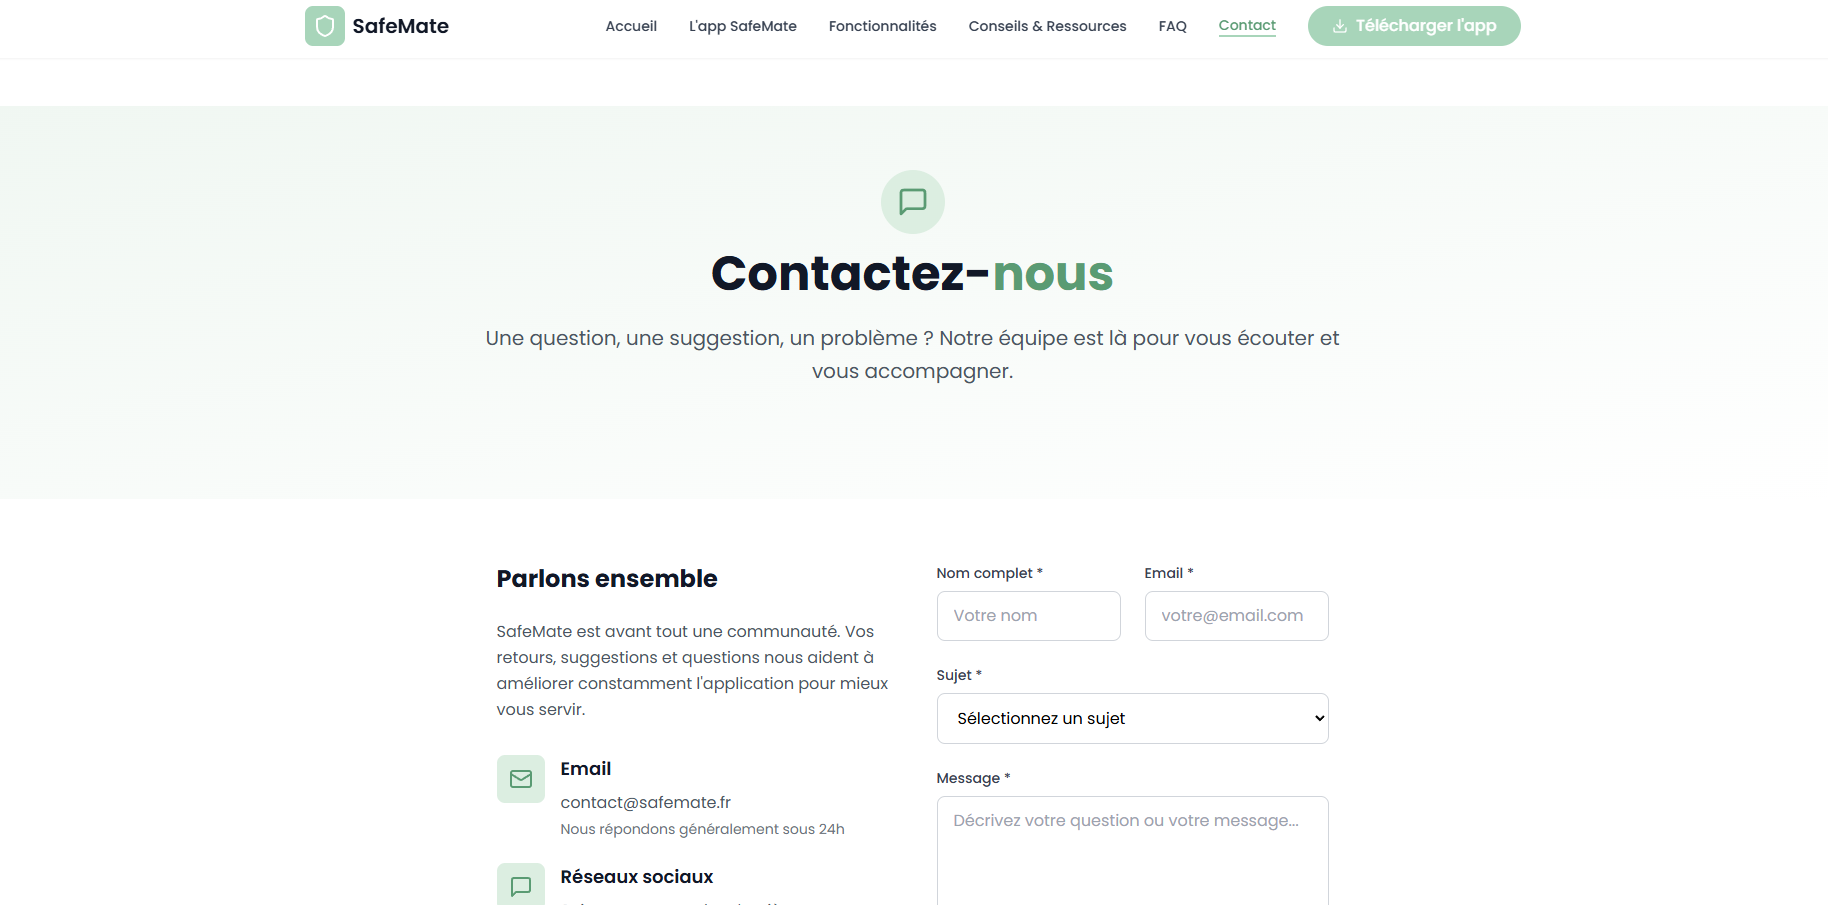 SafeMate
Accueil
L'app SafeMate
Fonctionnalités
Conseils & Ressources
FAQ
Contact
Télécharger l'app
Contactez-nous
Une question, une suggestion, un problème ? Notre équipe est là pour vous écouter et
vous accompagner.
Parlons ensemble
SafeMate est avant tout une communauté. Vos
retours, suggestions et questions nous aident à
améliorer constamment l'application pour mieux
vous servir.
Email
contact@safemate.fr
Nous répondons généralement sous 24h
Réseaux sociaux
Nom complet *
Votre nom
Email *
votre@email.com
Sujet *
Sélectionnez un sujet
Message *
Décrivez votre question ou votre message...